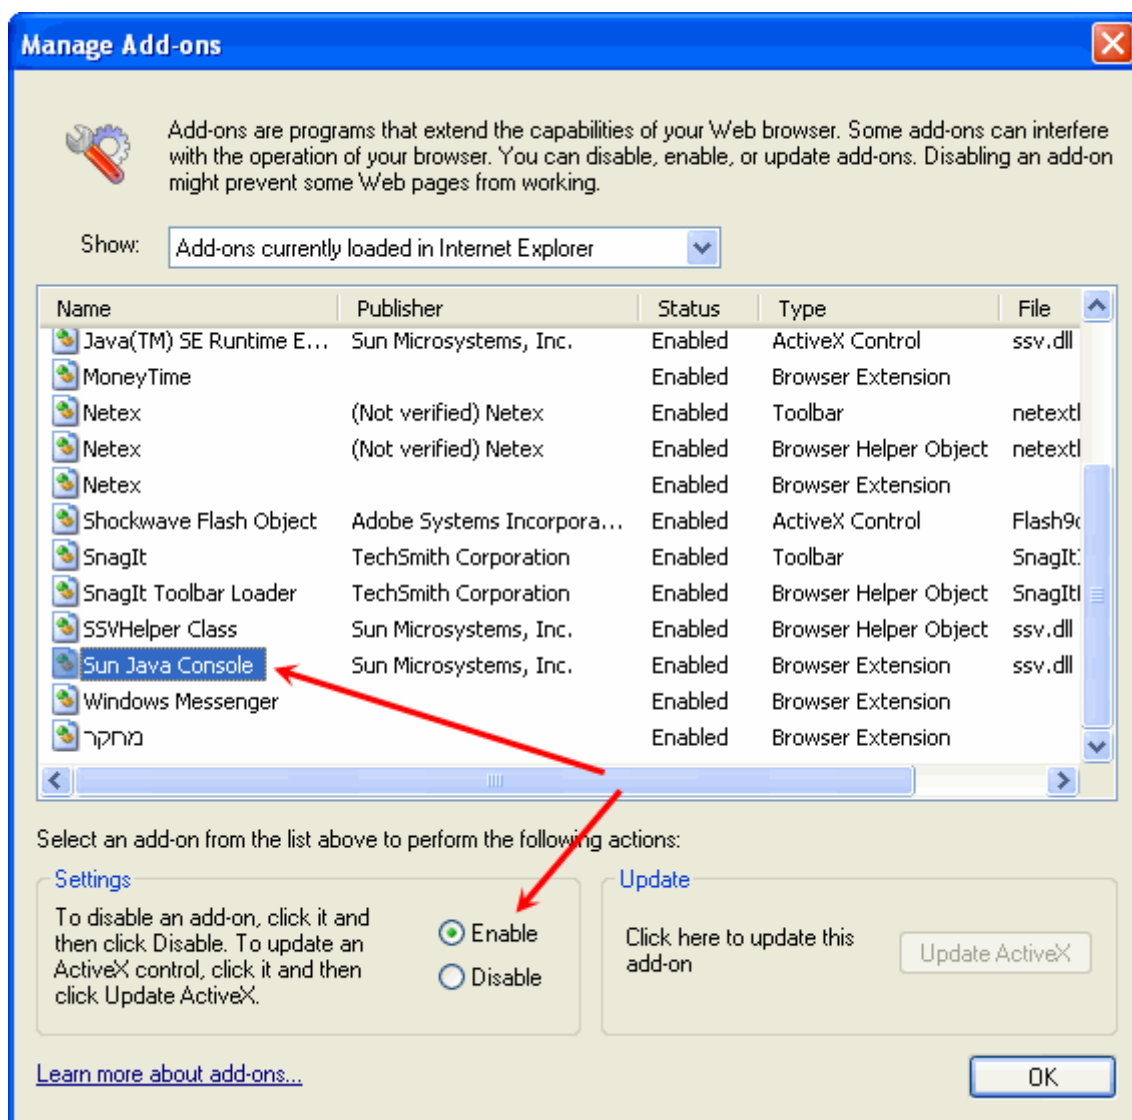 Manage Add-ons
Add-ons are programs that extend the capabilities of your Web browser. Some add-ons can interfere
with the operation of your browser. You can disable, enable, or update add-ons. Disabling an add-on
might prevent some Web pages from working.
Show: Add-ons currently loaded in Internet Explorer
Name Publisher Status Type File
Java(TM) SE Runtime E... Sun Microsystems, Inc. Enabled ActiveX Control ssv.dll
MoneyTime Enabled Browser Extension
Netex (Not verified) Netex Enabled Toolbar netextl
Netex (Not verified) Netex Enabled Browser Helper Object netextl
Netex Enabled Browser Extension
Shockwave Flash Object Adobe Systems Incorpora... Enabled ActiveX Control Flash9
SnagIt TechSmith Corporation Enabled Toolbar SnagIt
SnagIt Toolbar Loader TechSmith Corporation Enabled Browser Helper Object SnagIt
SSVHelper Class Sun Microsystems, Inc. Enabled Browser Helper Object ssv.dll
Sun Java Console Sun Microsystems, Inc. Enabled Browser Extension ssv.dll
Windows Messenger Enabled Browser Extension
מחקר Enabled Browser Extension
Select an add-on from the list above to perform the following actions:
Settings
To disable an add-on, click it and
then click Disable. To update an
ActiveX control, click it and then
click Update ActiveX.
Enable
Disable
Update
Click here to update this
add-on
Update ActiveX
Learn more about add-ons...
OK